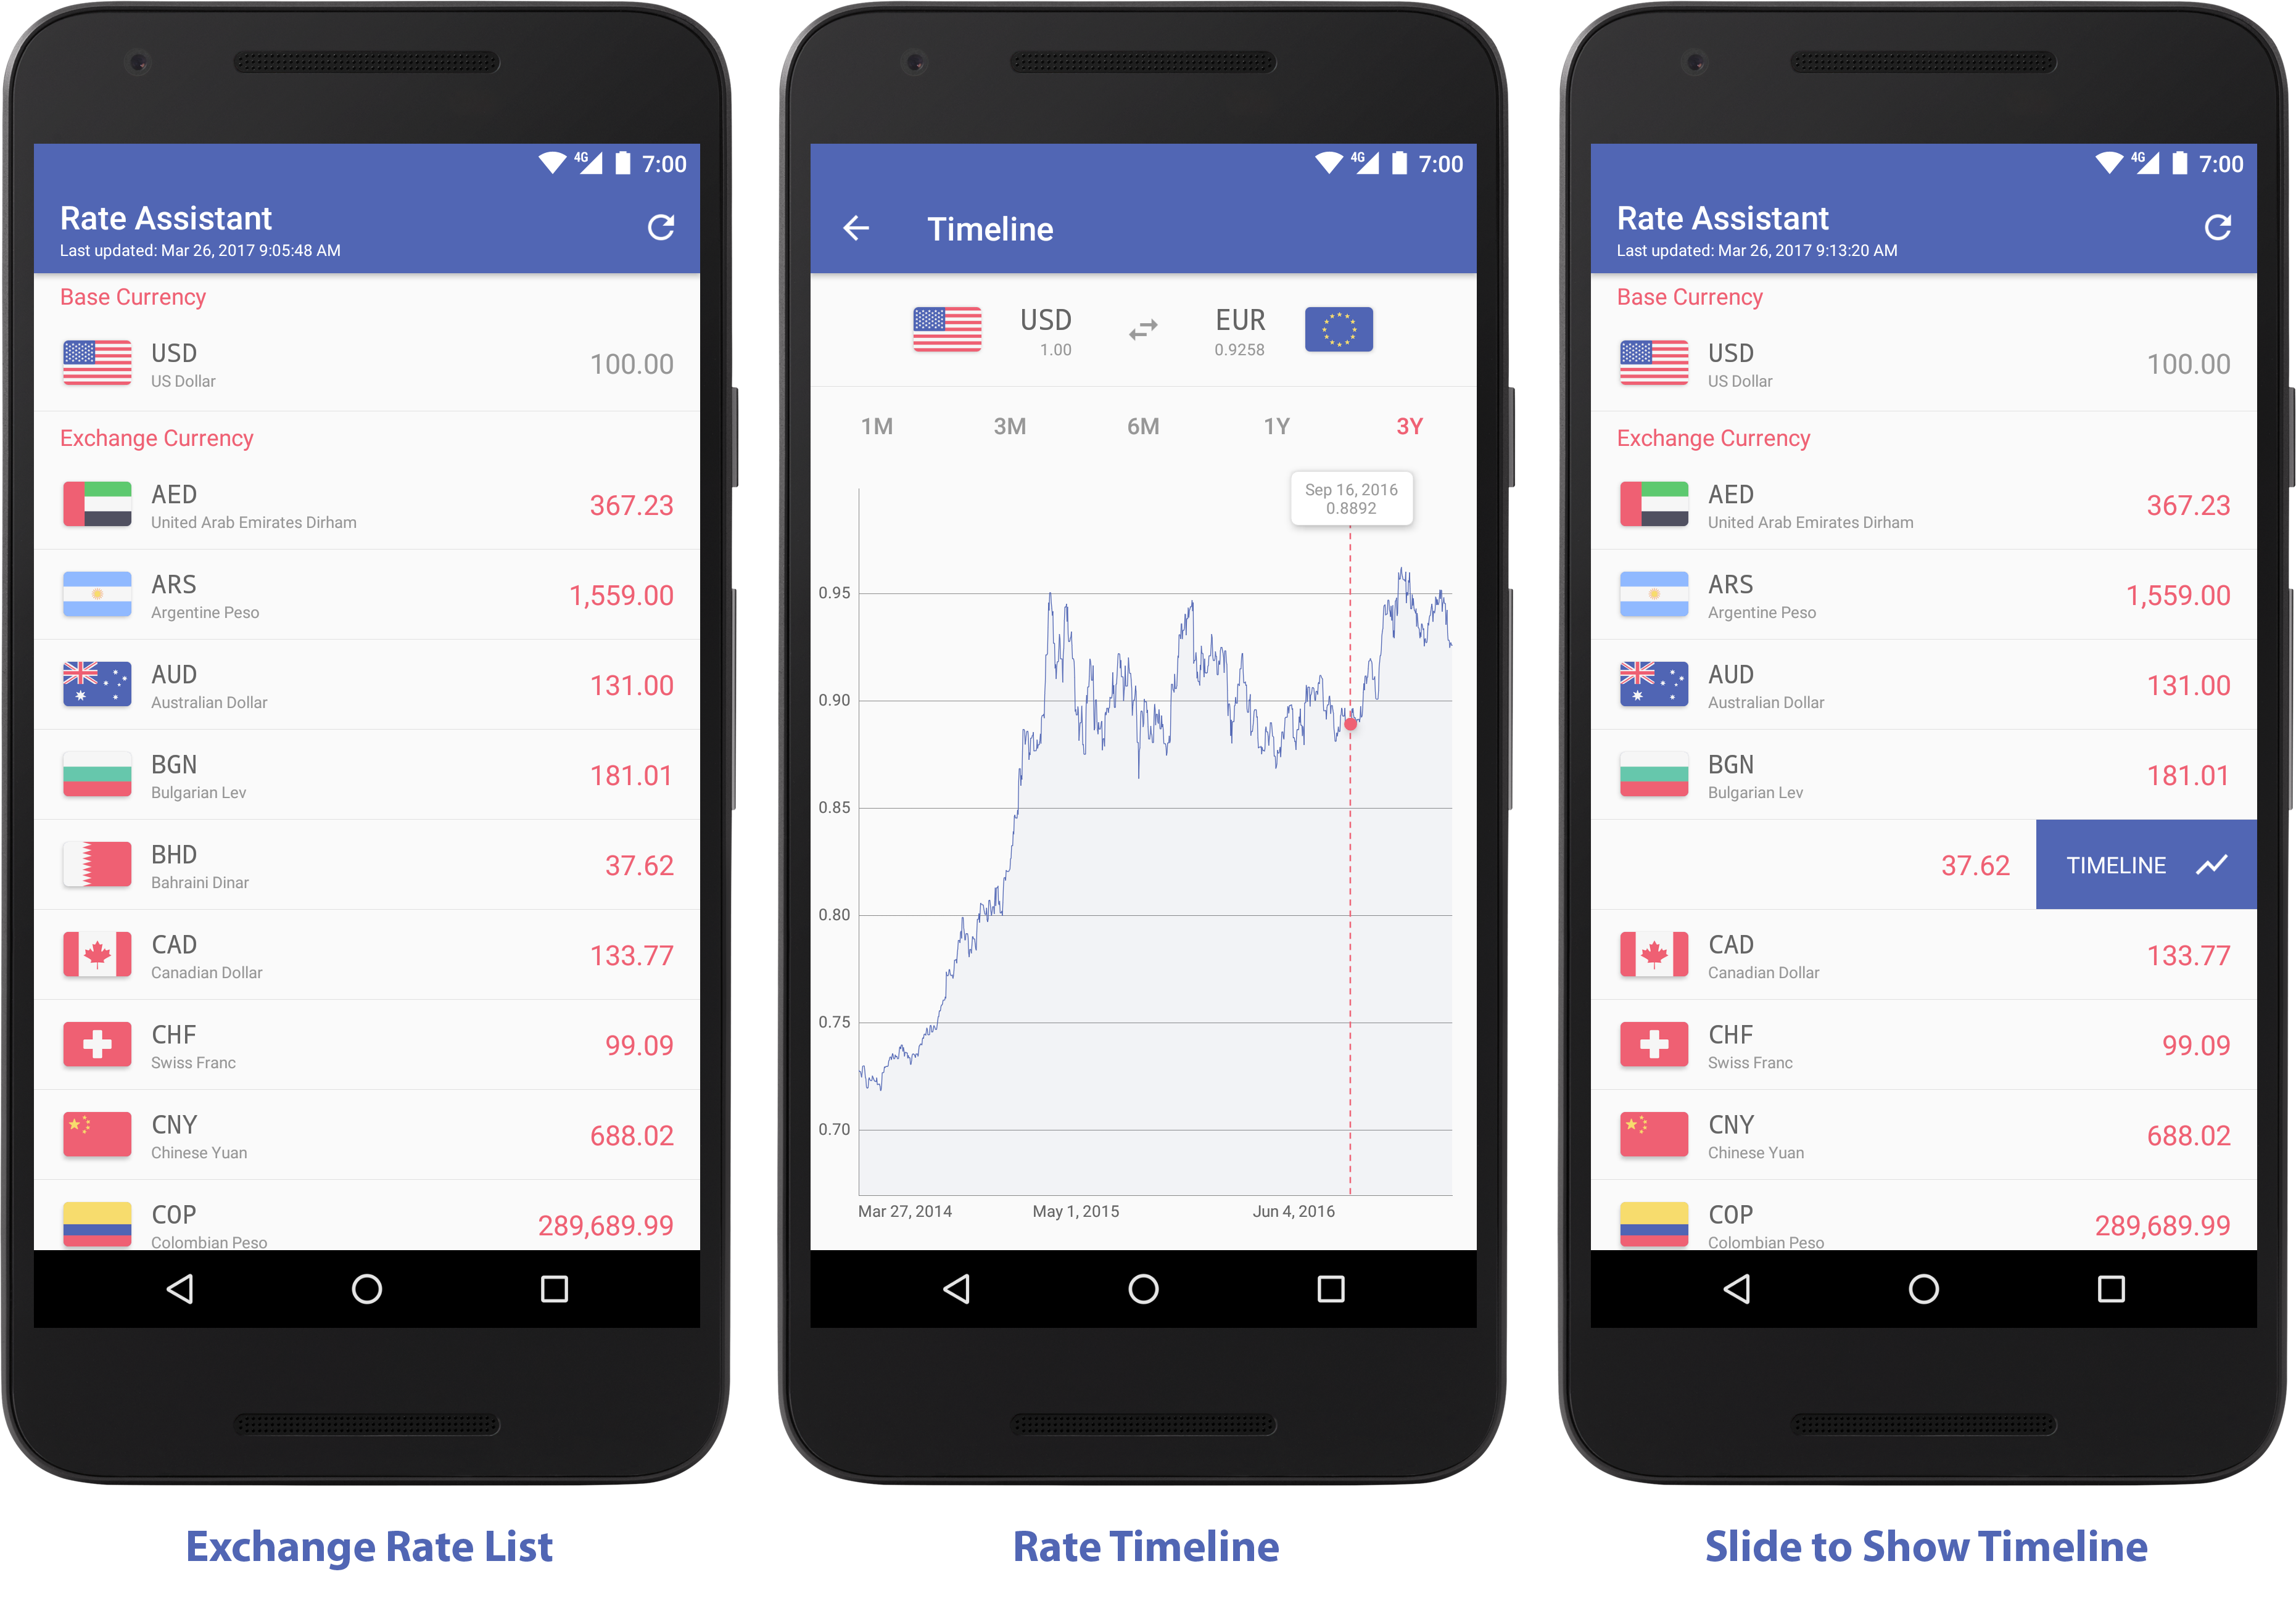 4G 7:00
Rate Assistant
Last updated: Mar 26, 2017 9:05:48 AM
Base Currency
USD
US Dollar
100.00
Exchange Currency
AED
United Arab Emirates Dirham
367.23
ARS
Argentine Peso
1,559.00
AUD
Australian Dollar
131.00
BGN
Bulgarian Lev
181.01
BHD
Bahraini Dinar
37.62
CAD
Canadian Dollar
133.77
CHF
Swiss Franc
99.09
CNY
Chinese Yuan
688.02
COP
Colombian Peso
289,689.99
Exchange Rate List
4G 7:00
Timeline
USD
1.00
EUR
0.9258
1M 3M 6M 1Y 3Y
Sep 16, 2016
0.8892
0.95
0.90
0.85
0.80
0.75
0.70
Mar 27, 2014 May 1, 2015 Jun 4, 2016
Rate Timeline
4G 7:00
Rate Assistant
Last updated: Mar 26, 2017 9:13:20 AM
Base Currency
USD
US Dollar
100.00
Exchange Currency
AED
United Arab Emirates Dirham
367.23
ARS
Argentine Peso
1,559.00
AUD
Australian Dollar
131.00
BGN
Bulgarian Lev
181.01
37.62 TIMELINE
CAD
Canadian Dollar
133.77
CHF
Swiss Franc
99.09
CNY
Chinese Yuan
688.02
COP
Colombian Peso
289,689.99
Slide to Show Timeline